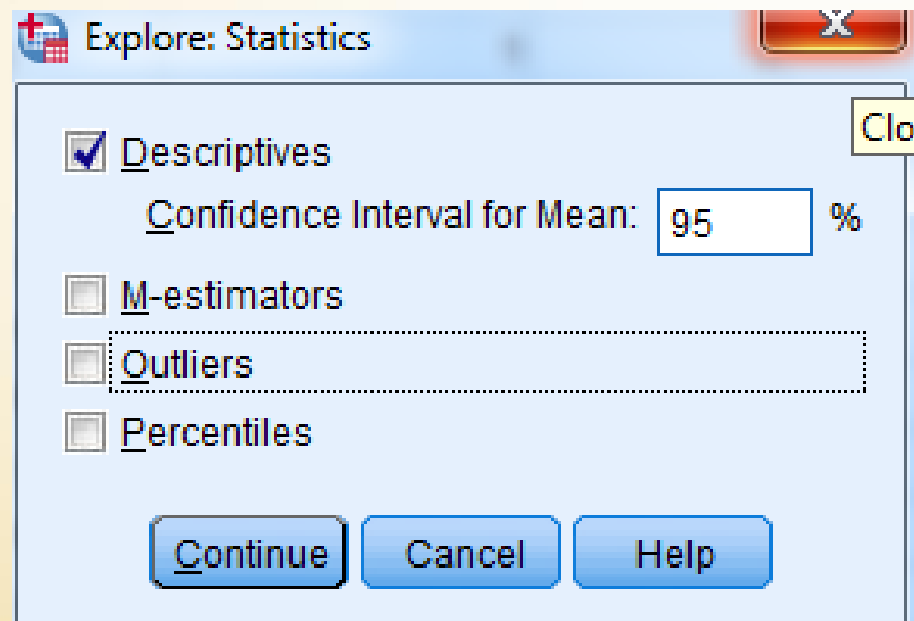 Explore: Statistics
X
Clo
Descriptives
Confidence Interval for Mean: 95 %
M-estimators
Outliers
Percentiles
Continue Cancel Help